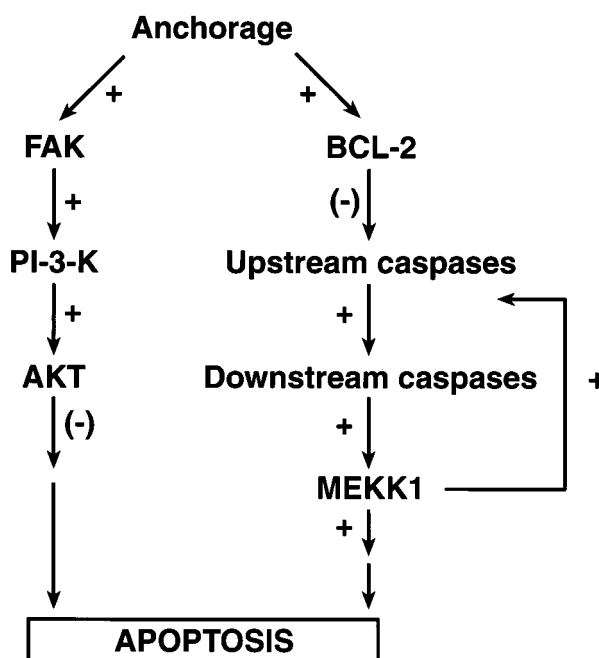 Anchorage
+ +
FAK BCL-2
+ (-)
PI-3-K Upstream caspases
+ + 
AKT Downstream caspases +
(-) +
MEKK1
+
APOPTOSIS